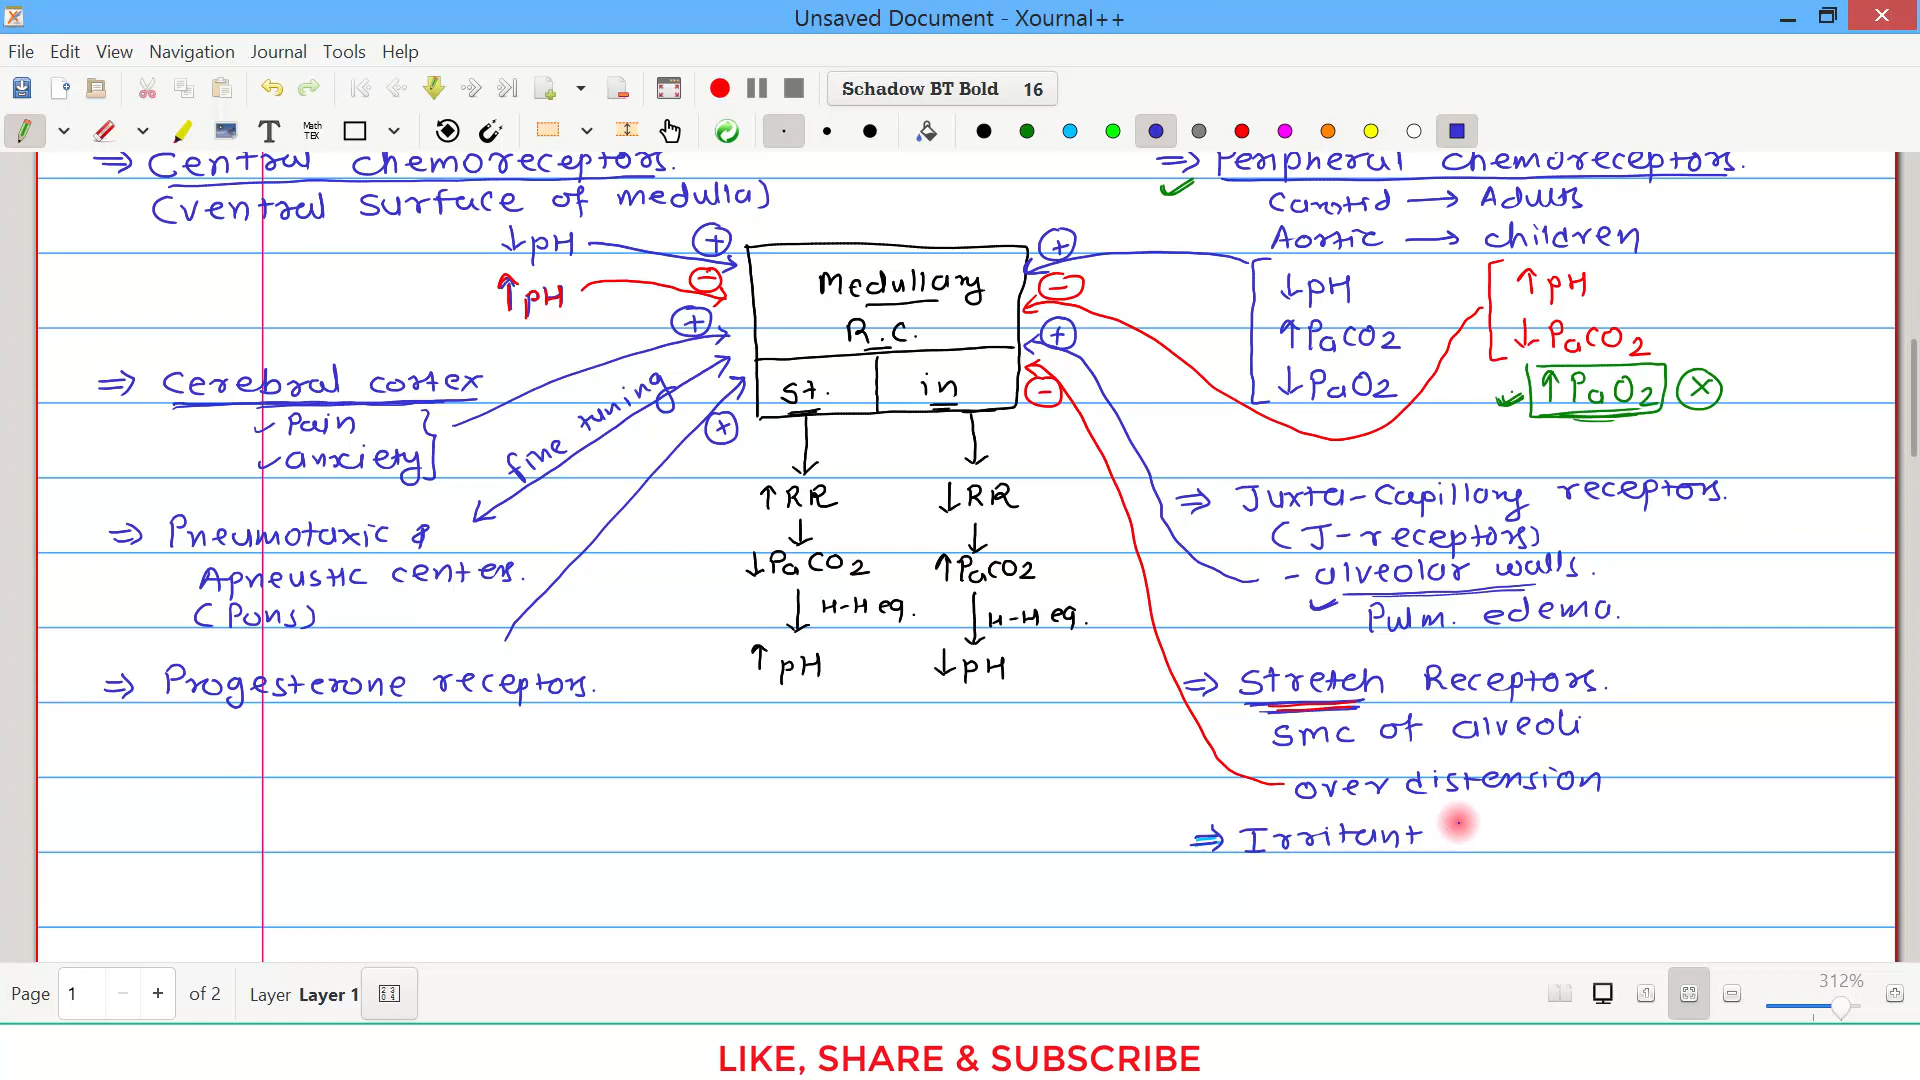 Unsaved Document - Xournal++
File Edit View Navigation Journal Tools Help
Schadow BT Bold 16
Math TEX
⇒ Central chemoreceptors.
(ventral surface of medulla)
↓pH
↑pH
⇒ Cerebral cortex
✓ Pain
✓ anxiety
fine tuning
⇒ Pneumotaxic &
Apneustic centers.
(Pons)
⇒ Progesterone receptors.
Medullary
R.C.
st. in
↑RR ↓RR
↓PaCO2 ↑PaCO2
H-H eq. H-H eq.
↑pH ↓pH
⇒ Peripheral chemoreceptors.
Carotid → Adults
Aortic → children
↓pH ↑pH
↑PaCO2 ↓PaCO2
↓PaO2 ↑PaO2 ⓧ
⇒ Juxta-capillary receptors.
(J-receptors)
- alveolar walls.
✓ Pulm. edema.
⇒ Stretch Receptors.
smc of alveoli
over distension
⇒ Irritant
Page 1 of 2 Layer Layer 1 312%
LIKE, SHARE & SUBSCRIBE